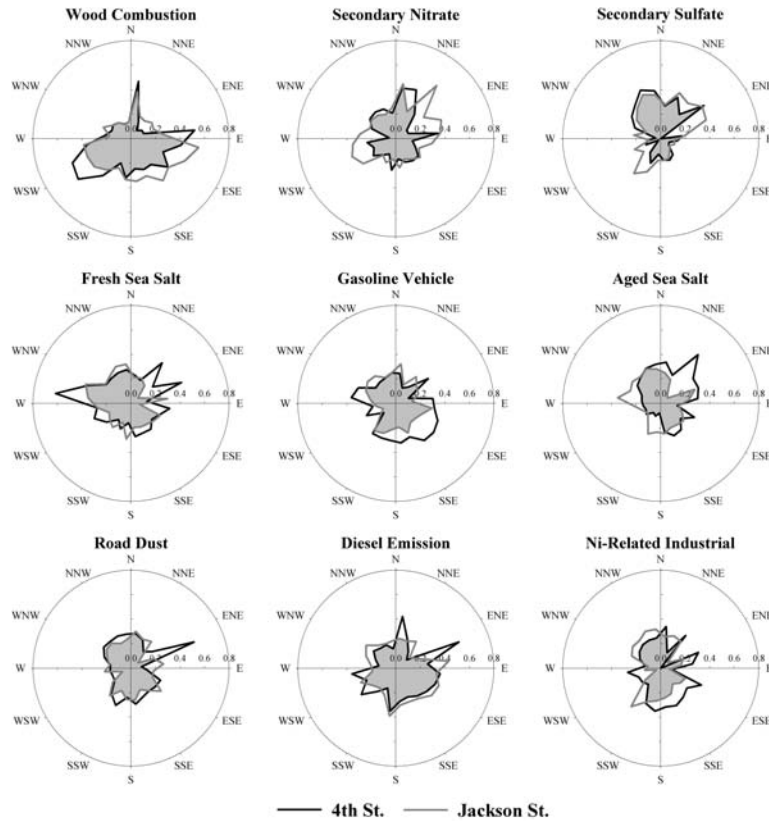 Wood Combustion
N
NNW
NNE
WNW
ENE
0.0 0.2 0.4 0.6 0.8
W
E
WSW
ESE
SSW
SSE
S
Secondary Nitrate
N
NNW
NNE
WNW
ENE
0.0 0.2 0.4 0.6 0.8
W
E
WSW
ESE
SSW
SSE
S
Secondary Sulfate
N
NNW
NNE
WNW
ENE
0.0 0.2 0.4 0.6 0.8
W
E
WSW
ESE
SSW
SSE
S
Fresh Sea Salt
N
NNW
NNE
WNW
ENE
0.0 0.2 0.4 0.6 0.8
W
E
WSW
ESE
SSW
SSE
S
Gasoline Vehicle
N
NNW
NNE
WNW
ENE
0.0 0.2 0.4 0.6 0.8
W
E
WSW
ESE
SSW
SSE
S
Aged Sea Salt
N
NNW
NNE
WNW
ENE
0.0 0.2 0.4 0.6 0.8
W
E
WSW
ESE
SSW
SSE
S
Road Dust
N
NNW
NNE
WNW
ENE
0.0 0.2 0.4 0.6 0.8
W
E
WSW
ESE
SSW
SSE
S
Diesel Emission
N
NNW
NNE
WNW
ENE
0.0 0.2 0.4 0.6 0.8
W
E
WSW
ESE
SSW
SSE
S
Ni-Related Industrial
N
NNW
NNE
WNW
ENE
0.0 0.2 0.4 0.6 0.8
W
E
WSW
ESE
SSW
SSE
S
4th St. Jackson St.